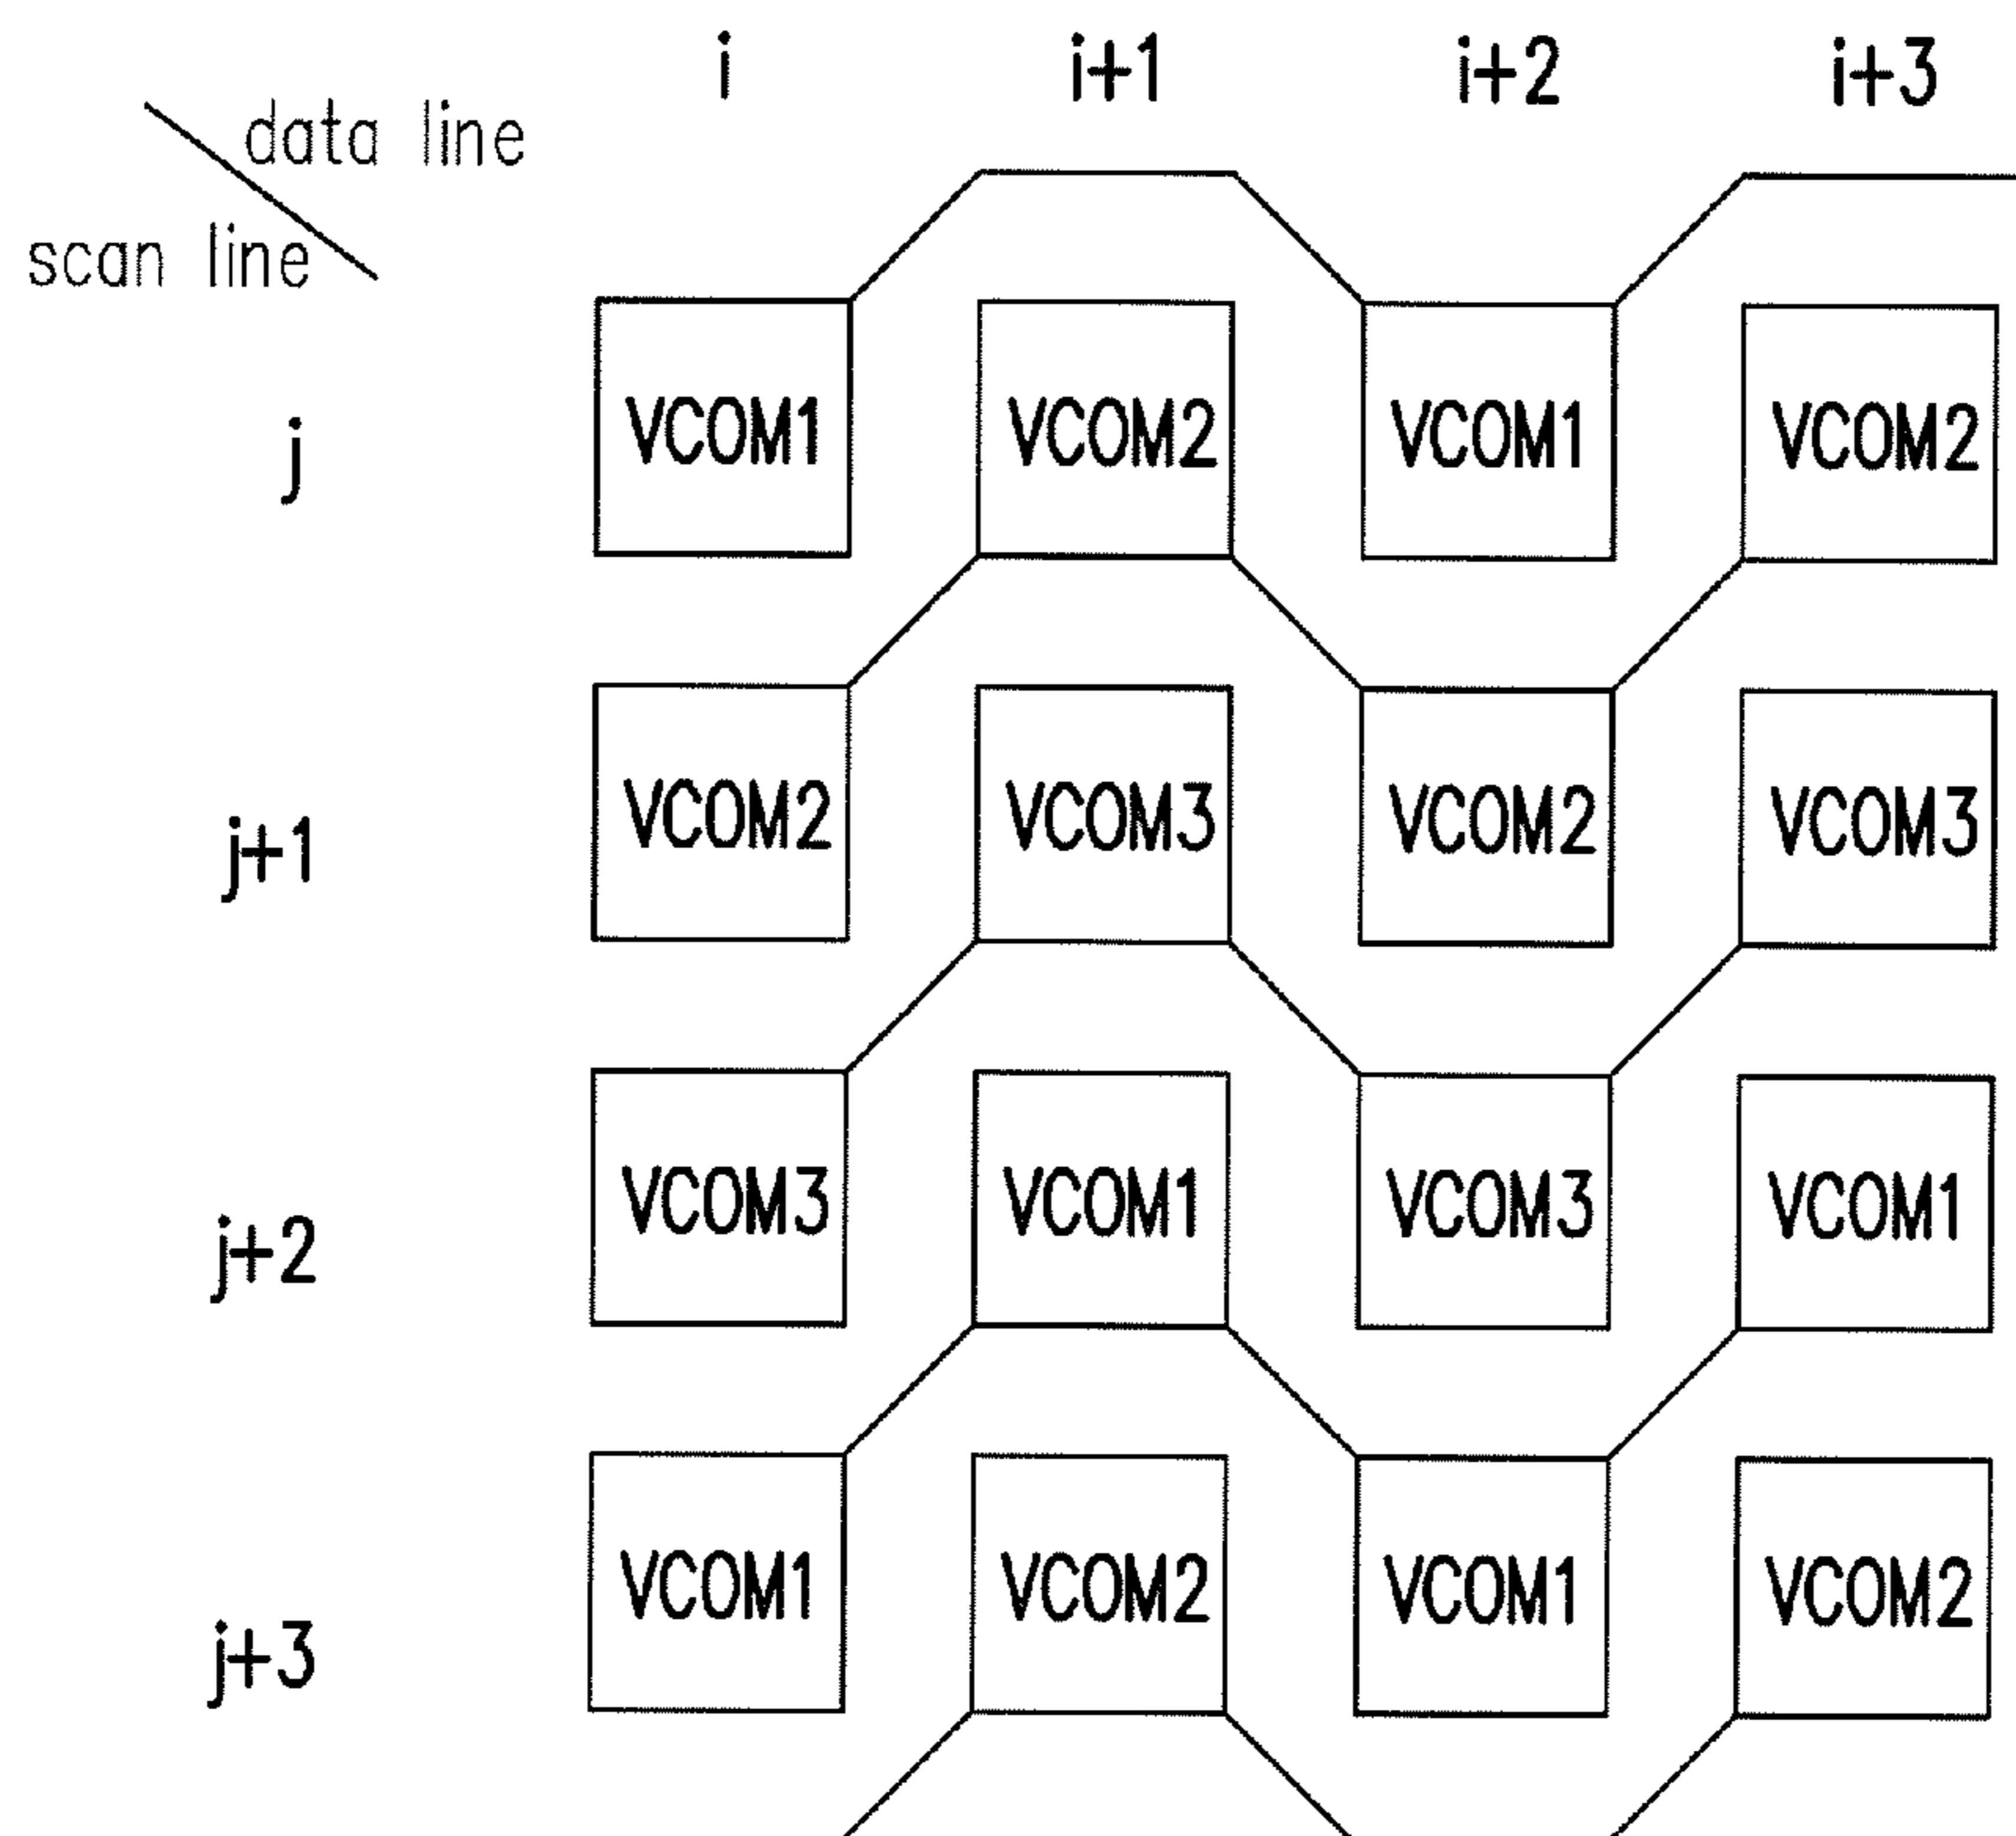 i i+1 i+2 i+3
data line
scan line
j VCOM1 VCOM2 VCOM1 VCOM2
j+1 VCOM2 VCOM3 VCOM2 VCOM3
j+2 VCOM3 VCOM1 VCOM3 VCOM1
j+3 VCOM1 VCOM2 VCOM1 VCOM2